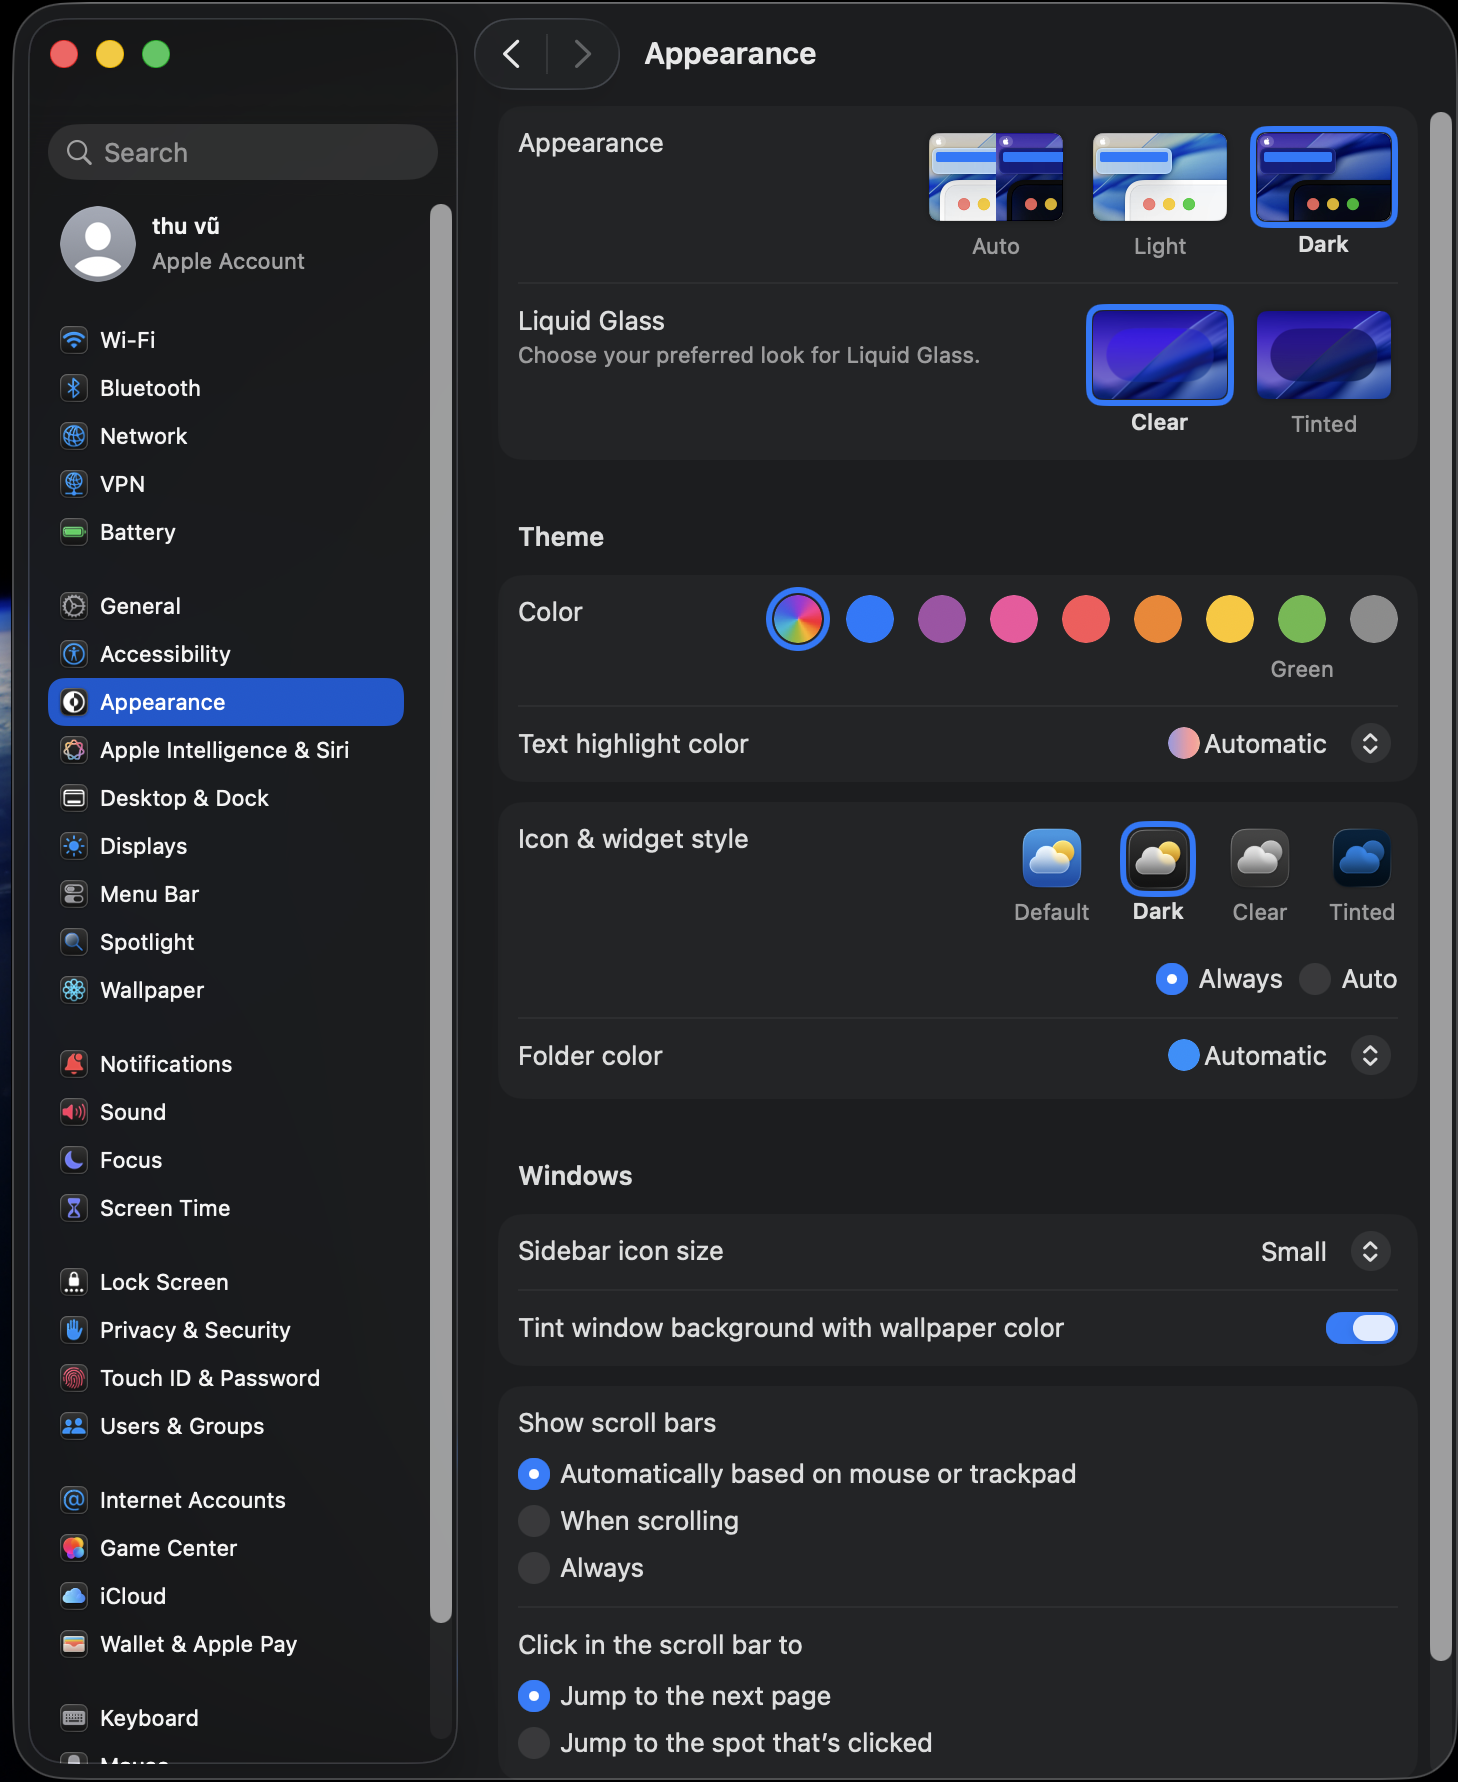 Search
thu vũ
Apple Account
Wi-Fi
Bluetooth
Network
VPN
Battery
General
Accessibility
Appearance
Apple Intelligence & Siri
Desktop & Dock
Displays
Menu Bar
Spotlight
Wallpaper
Notifications
Sound
Focus
Screen Time
Lock Screen
Privacy & Security
Touch ID & Password
Users & Groups
Internet Accounts
Game Center
iCloud
Wallet & Apple Pay
Keyboard
Mouse
Appearance
Appearance
Auto
Light
Dark
Liquid Glass
Choose your preferred look for Liquid Glass.
Clear
Tinted
Theme
Color
Green
Text highlight color
Automatic
Icon & widget style
Default
Dark
Clear
Tinted
Always
Auto
Folder color
Automatic
Windows
Sidebar icon size
Small
Tint window background with wallpaper color
Show scroll bars
Automatically based on mouse or trackpad
When scrolling
Always
Click in the scroll bar to
Jump to the next page
Jump to the spot that’s clicked